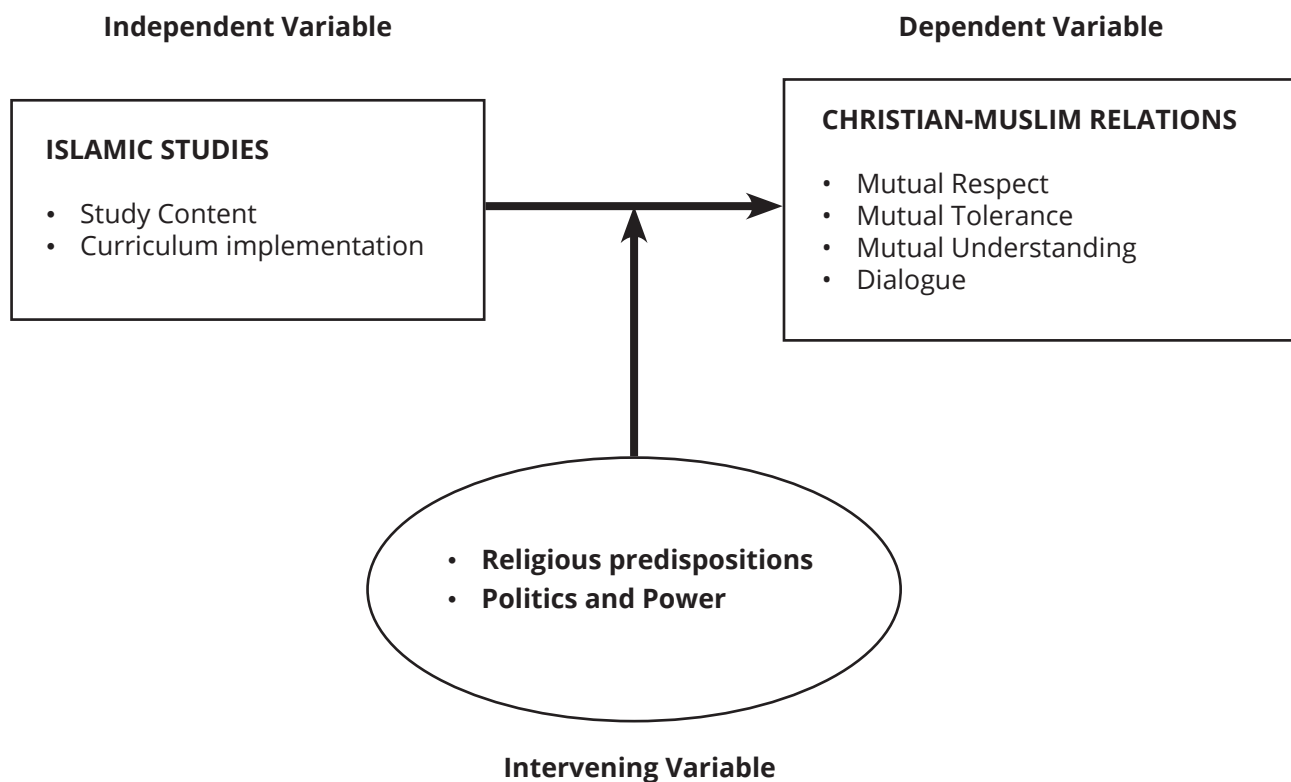 Independent Variable
Dependent Variable
ISLAMIC STUDIES
• Study Content
• Curriculum implementation
CHRISTIAN-MUSLIM RELATIONS
• Mutual Respect
• Mutual Tolerance
• Mutual Understanding
• Dialogue
• Religious predispositions
• Politics and Power
Intervening Variable